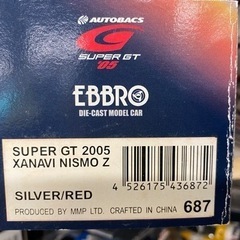 AUTOBACS
SUPER GT
'05
EBBRO
DIE-CAST MODEL CAR
SUPER GT 2005
XANAVI NISMO Z
SILVER/RED
4 526175 436872
PRODUCED BY MMP LTD. CRAFTED IN CHINA 687